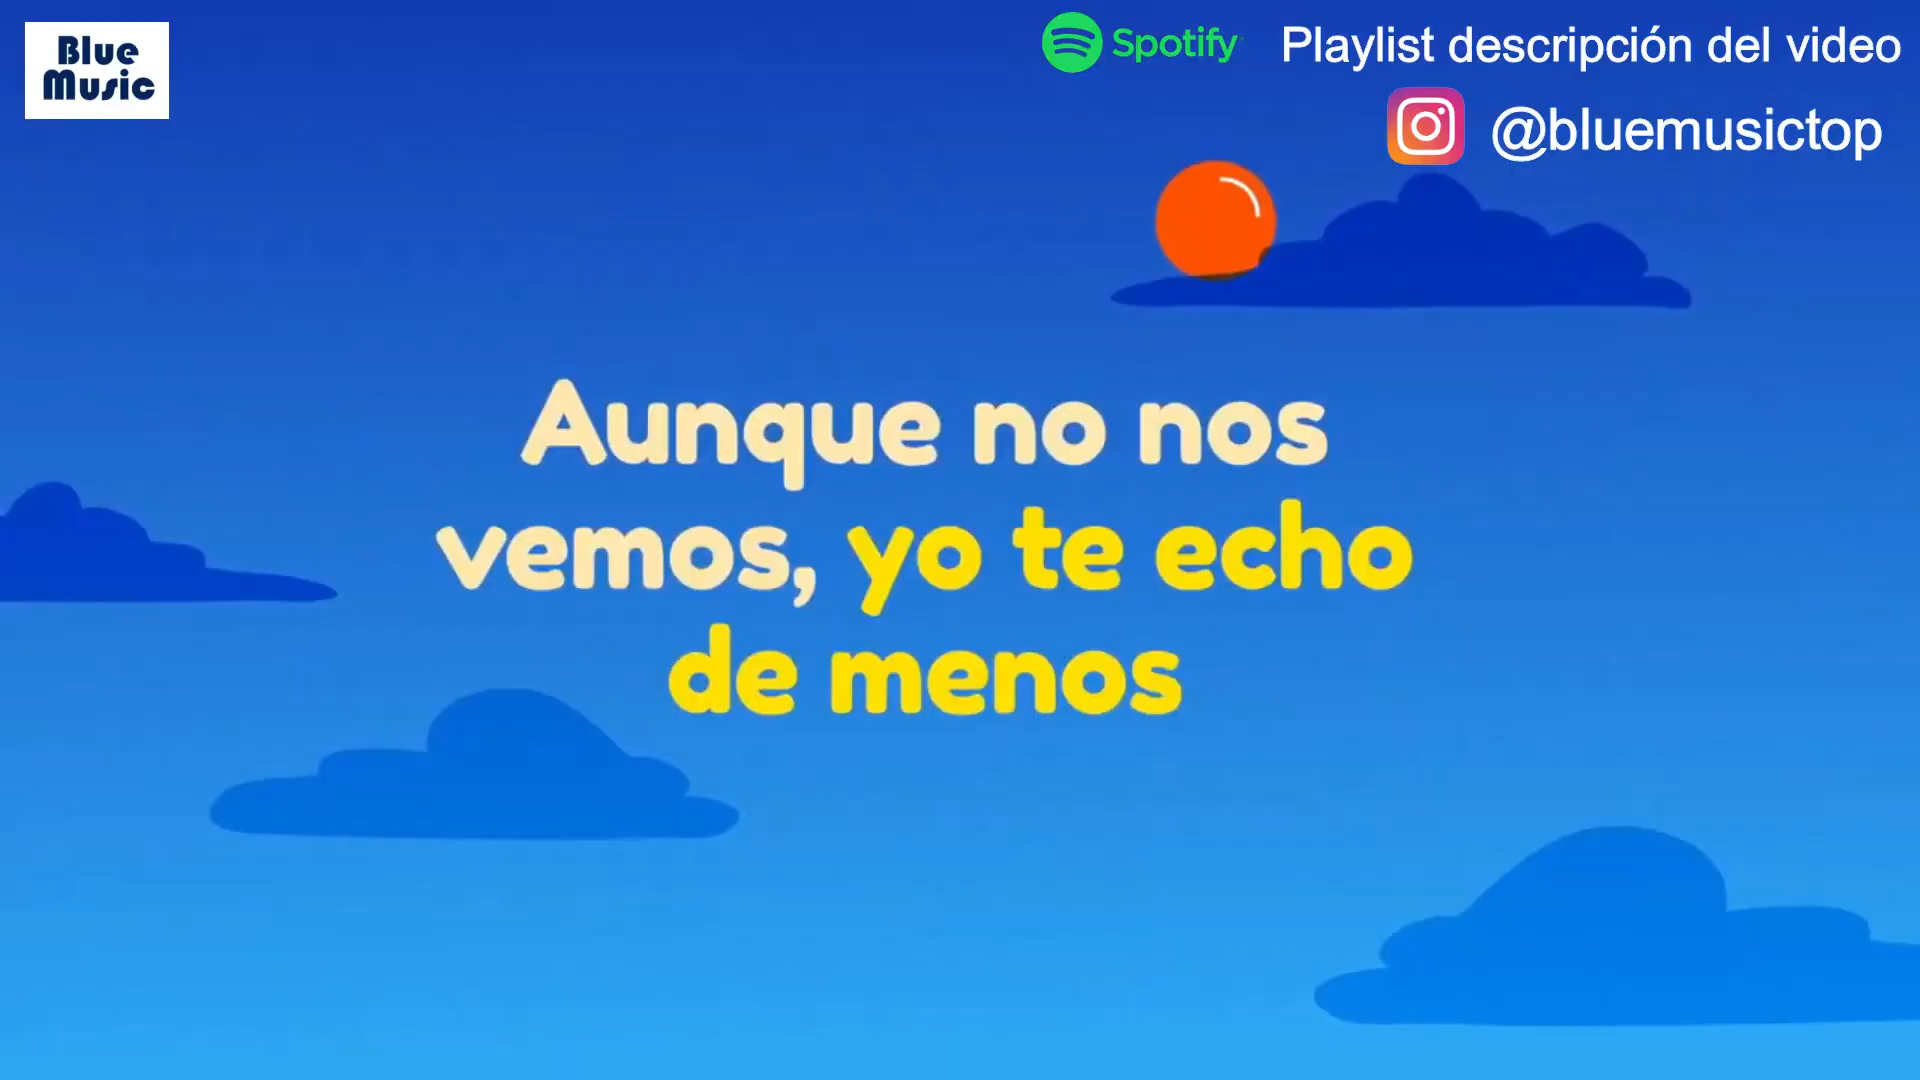 Blue
Music
Spotify
Playlist descripción del video
@bluemusictop
Aunque no nos
vemos, yo te echo
de menos